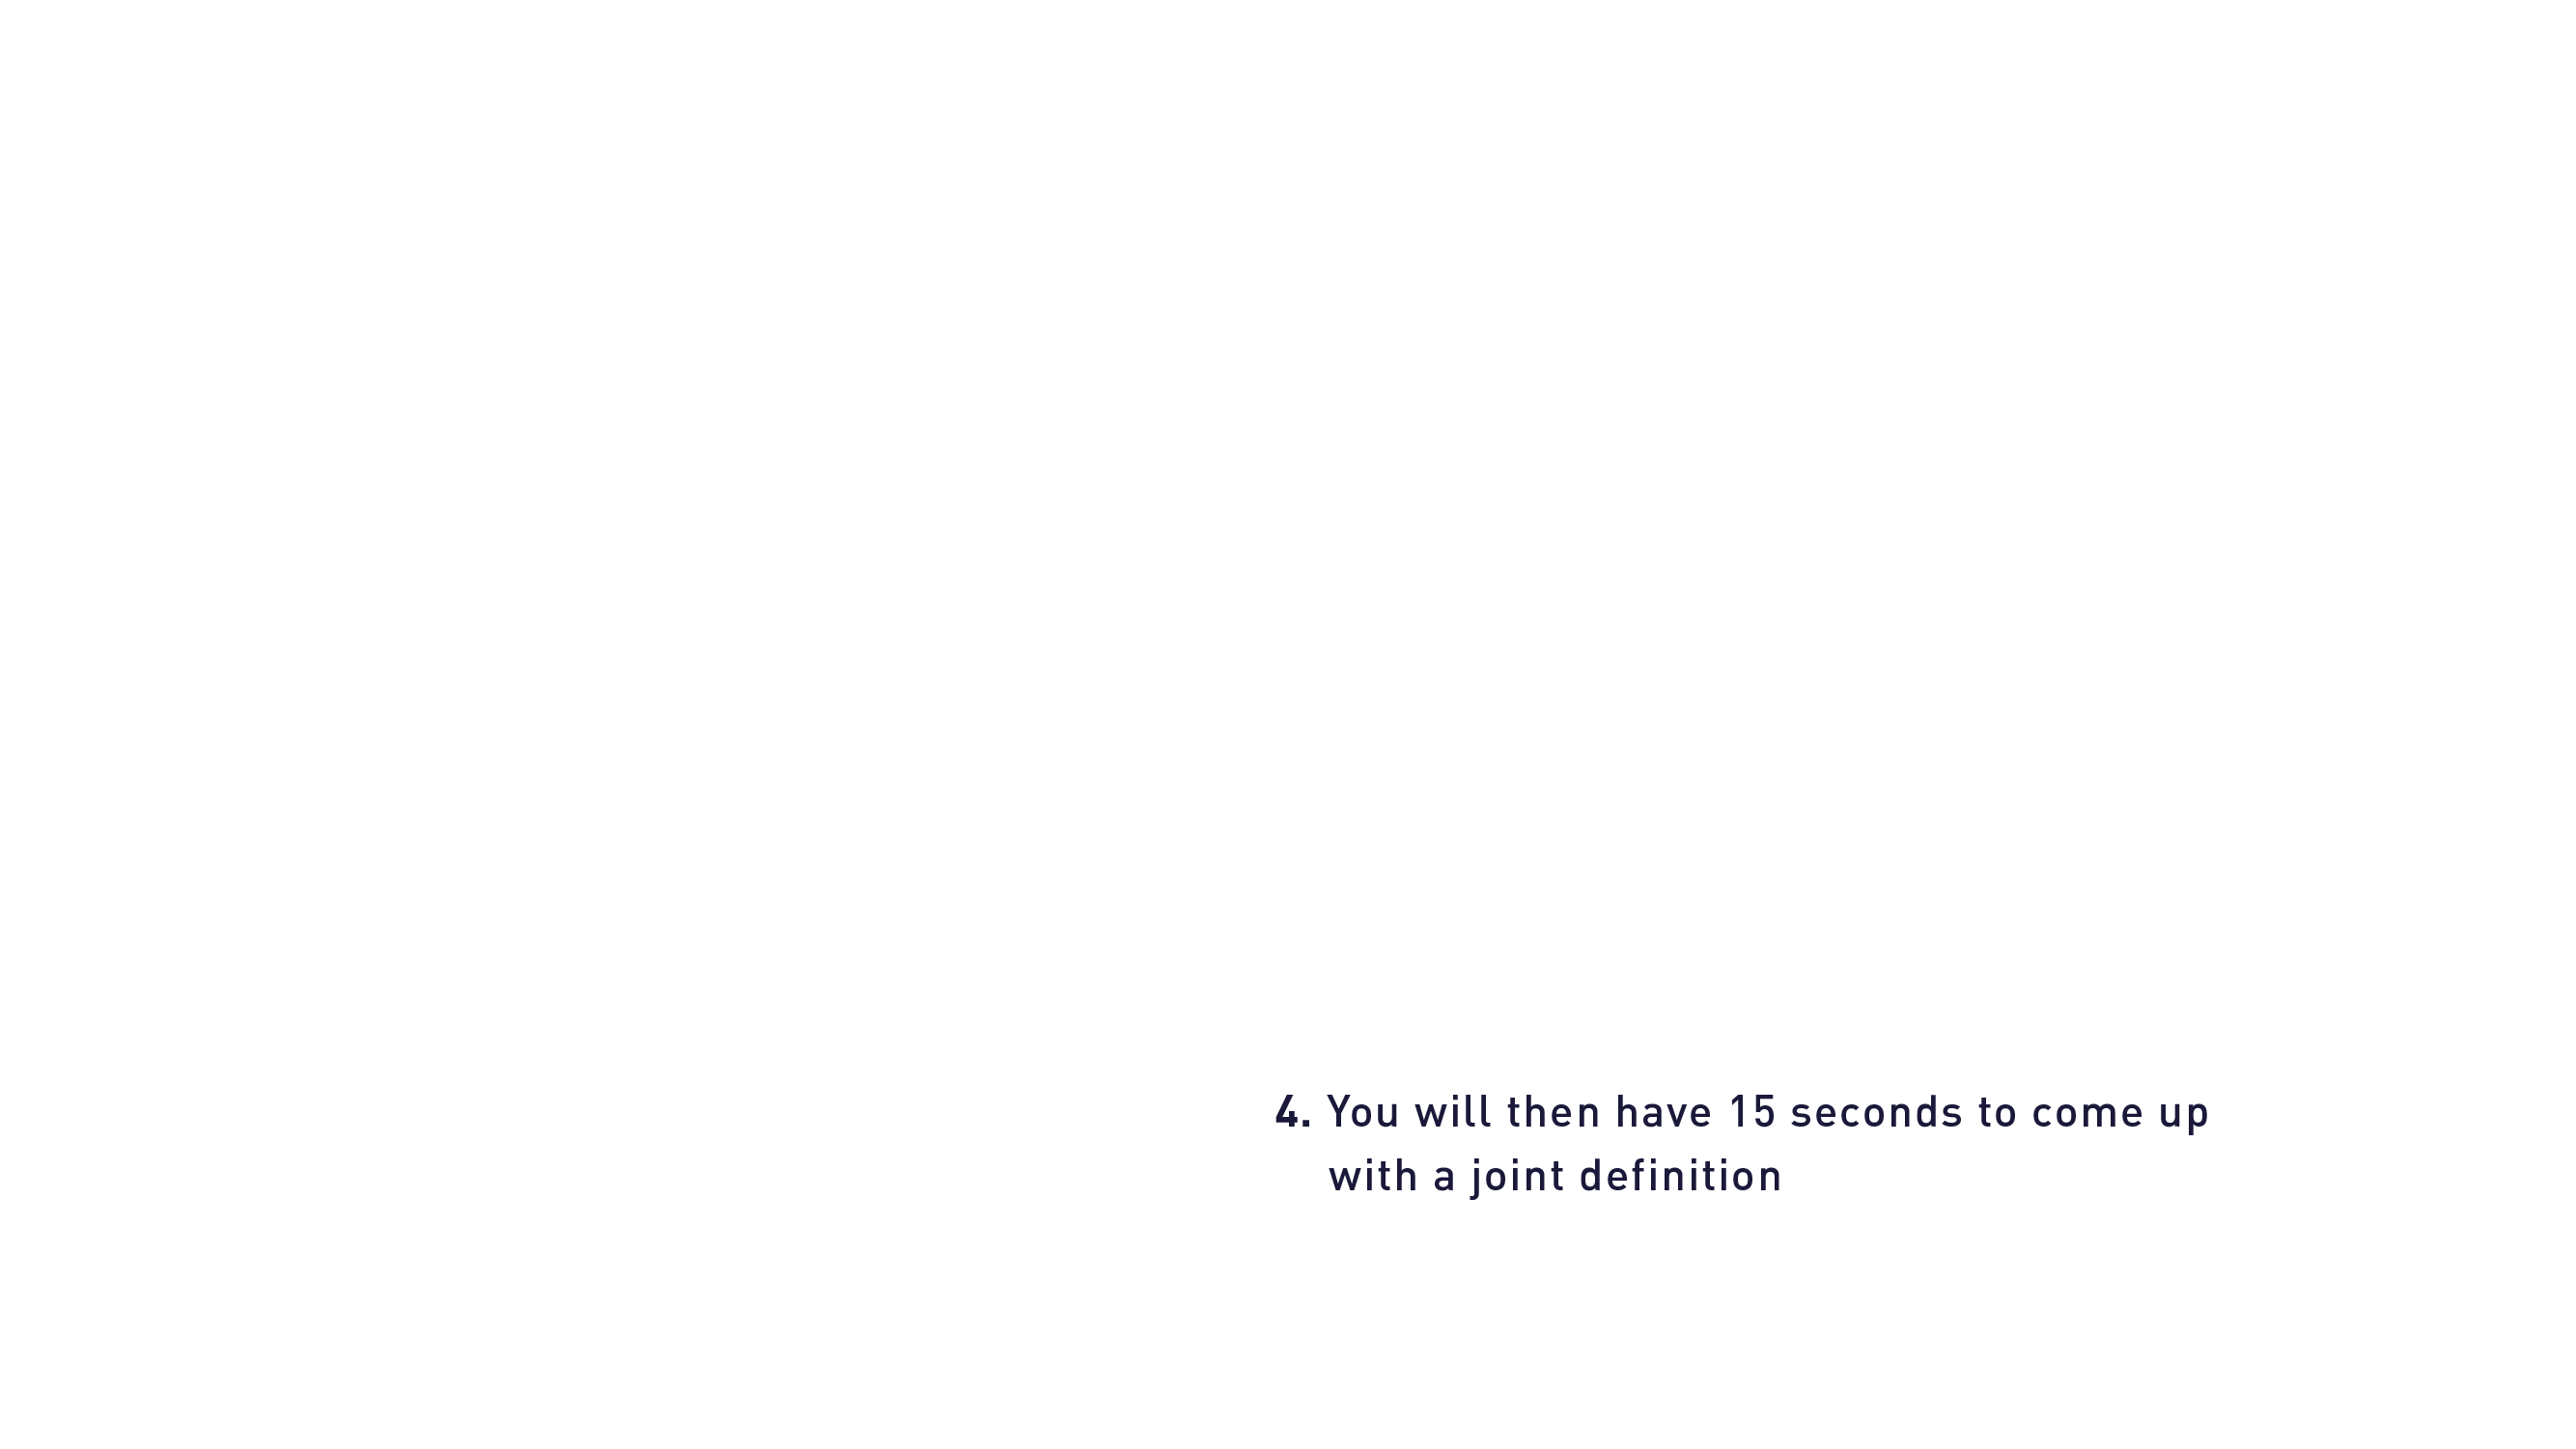 4. You will then have 15 seconds to come up
with a joint definition